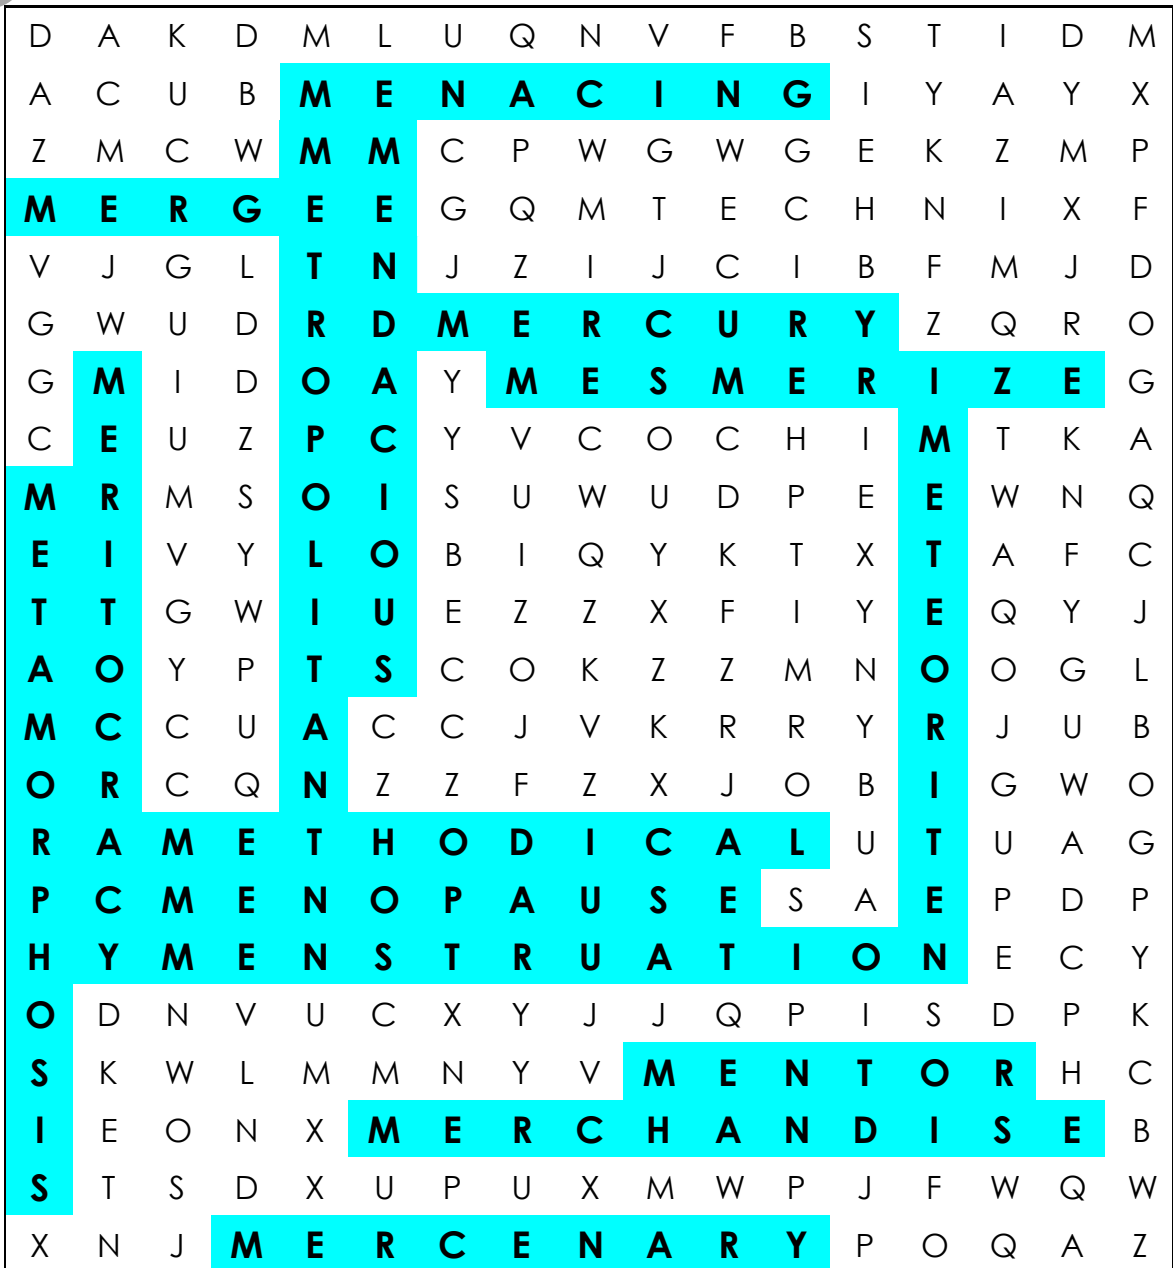 D A K D M L U Q N V F B S T I D M
A C U B M E N A C I N G I Y A Y X
Z M C W M M C P W G W G E K Z M P
M E R G E E G Q M T E C H N I X F
V J G L T N J Z I J C I B F M J D
G W U D R D M E R C U R Y Z Q R O
G M I D O A Y M E S M E R I Z E G
C E U Z P C Y V C O C H I M T K A
M R M S O I S U W U D P E E W N Q
E I V Y L O B I Q Y K T X T A F C
T T G W I U E Z Z X F I Y E Q Y J
A O Y P T S C O K Z Z M N O O G L
M C C U A C C J V K R R Y R J U B
O R C Q N Z Z F Z X J O B I G W O
R A M E T H O D I C A L U T U A G
P C M E N O P A U S E S A E P D P
H Y M E N S T R U A T I O N E C Y
O D N V U C X Y J J Q P I S D P K
S K W L M M N Y V M E N T O R H C
I E O N X M E R C H A N D I S E B
S T S D X U P U X M W P J F W Q W
X N J M E R C E N A R Y P O Q A Z